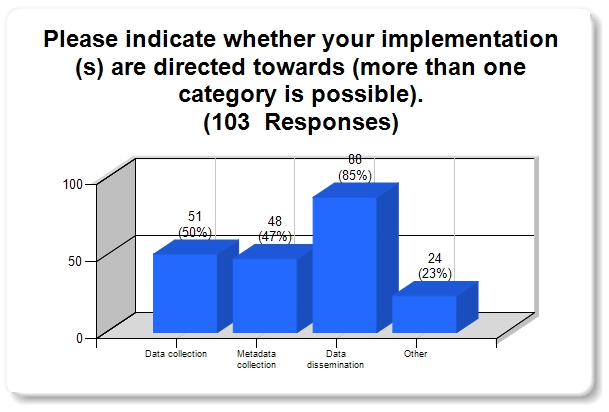 Please indicate whether your implementation
(s) are directed towards (more than one
category is possible).
(103 Responses)
88
(85%)
100
51
(50%)
48
(47%)
50
24
(23%)
0
Data collection
Metadata
collection
Data
dissemination
Other